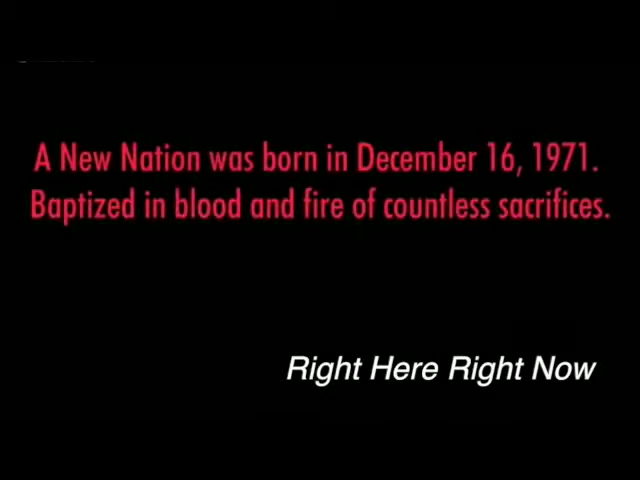 A New Nation was born in December 16, 1971.
Baptized in blood and fire of countless sacrifices.
Right Here Right Now